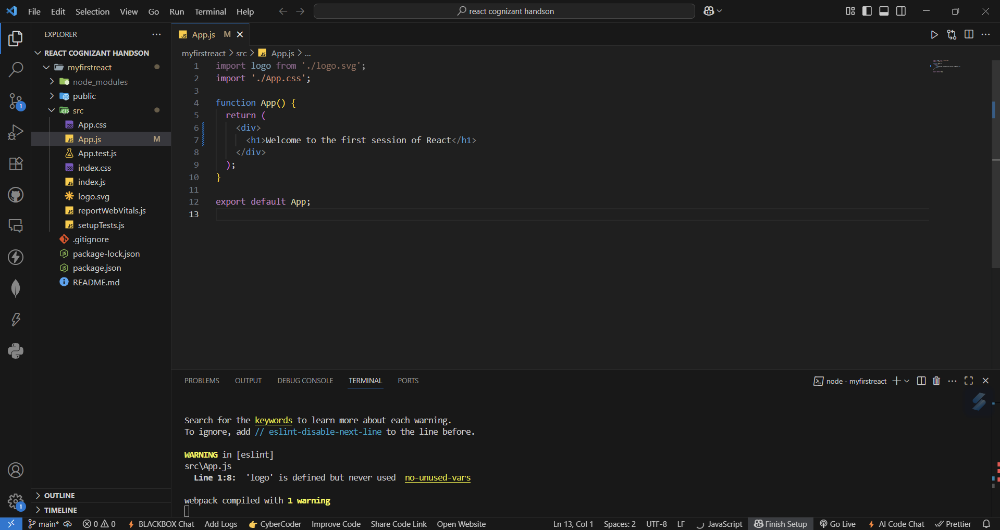 File Edit Selection View Go Run Terminal Help
react cognizant handson
EXPLORER
REACT COGNIZANT HANDSON
myfirstreact
node_modules
public
src
App.css
App.js M
App.test.js
index.css
index.js
logo.svg
reportWebVitals.js
setupTests.js
.gitignore
package-lock.json
package.json
README.md
OUTLINE
TIMELINE
App.js M
myfirstreact > src > App.js > ...
1 import logo from './logo.svg';
2 import './App.css';
3
4 function App() {
5 return (
6 <div>
7 <h1>Welcome to the first session of React</h1>
8 </div>
9 );
10 }
11
12 export default App;
13
PROBLEMS OUTPUT DEBUG CONSOLE TERMINAL PORTS
node - myfirstreact
Search for the keywords to learn more about each warning.
To ignore, add // eslint-disable-next-line to the line before.
WARNING in [eslint]
src\App.js
Line 1:8: 'logo' is defined but never used no-unused-vars
webpack compiled with 1 warning
main* 0 0 BLACKBOX Chat Add Logs CyberCoder Improve Code Share Code Link Open Website Ln 13, Col 1 Spaces: 2 UTF-8 LF JavaScript Finish Setup Go Live AI Code Chat Prettier